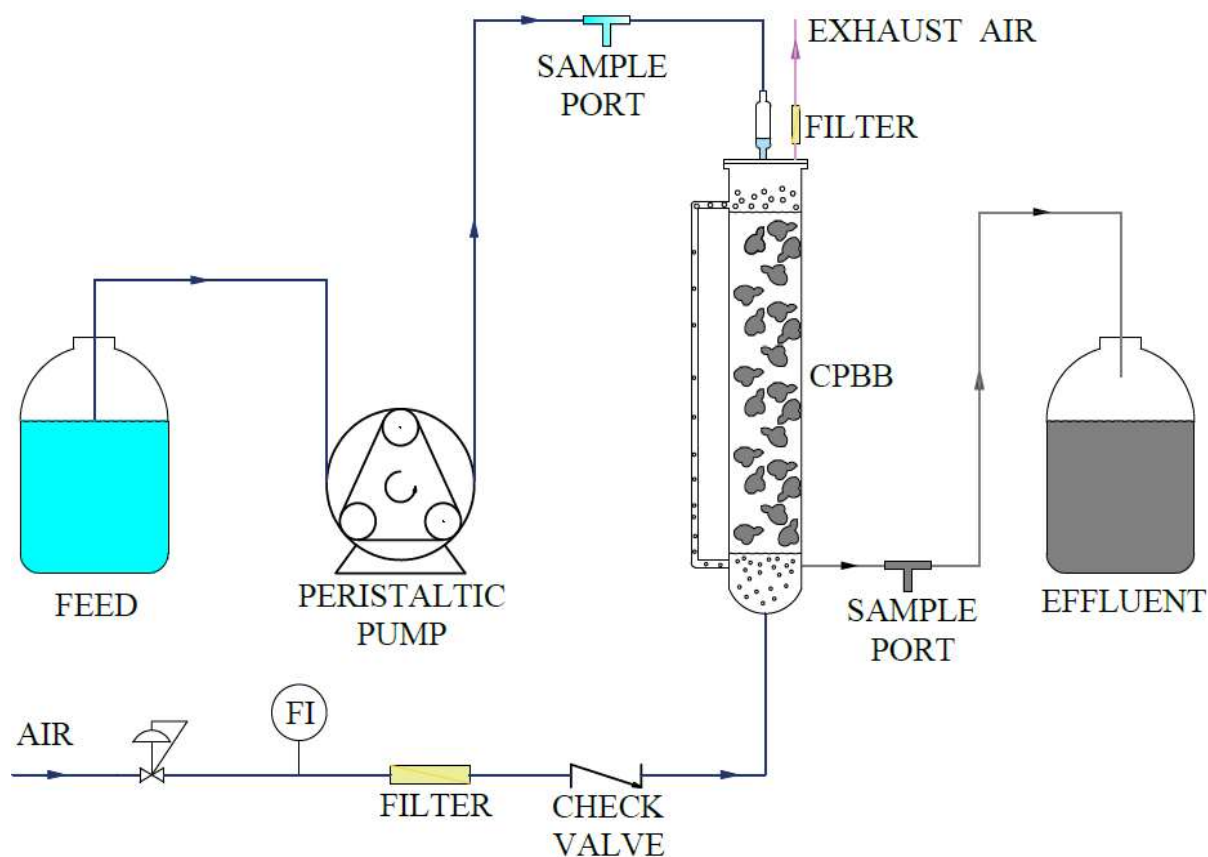 EXHAUST AIR
SAMPLE
PORT
FILTER
CPBB
FEED
PERISTALTIC
PUMP
SAMPLE
PORT
EFFLUENT
AIR
FI
FILTER
CHECK
VALVE